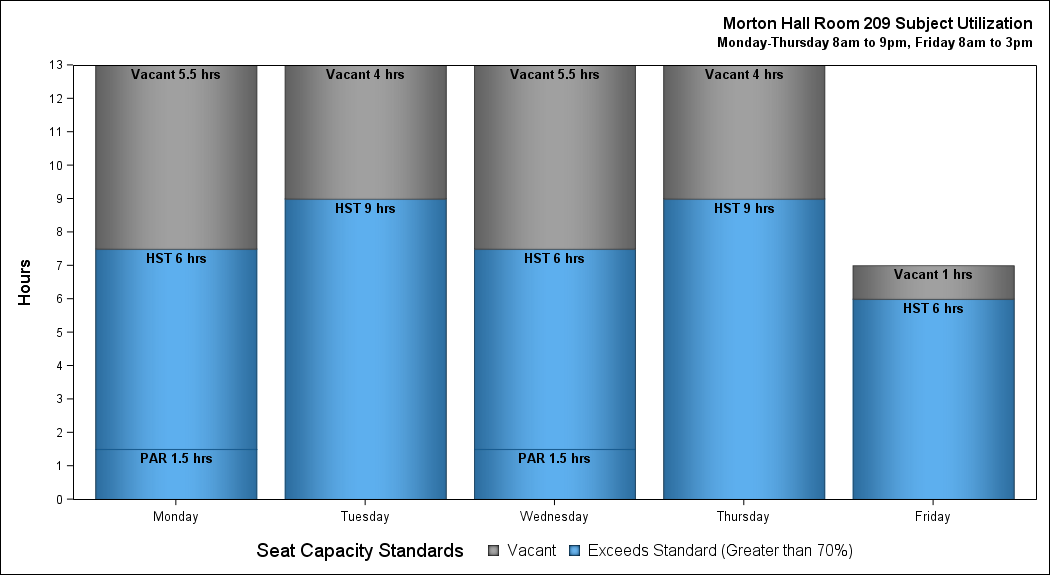 Morton Hall Room 209 Subject Utilization
Monday-Thursday 8am to 9pm, Friday 8am to 3pm
Hours
13
12
11
10
9
8
7
6
5
4
3
2
1
0
Vacant 5.5 hrs
HST 6 hrs
PAR 1.5 hrs
Vacant 4 hrs
HST 9 hrs
Vacant 5.5 hrs
HST 6 hrs
PAR 1.5 hrs
Vacant 4 hrs
HST 9 hrs
Vacant 1 hrs
HST 6 hrs
Monday Tuesday Wednesday Thursday Friday
Seat Capacity Standards Vacant Exceeds Standard (Greater than 70%)